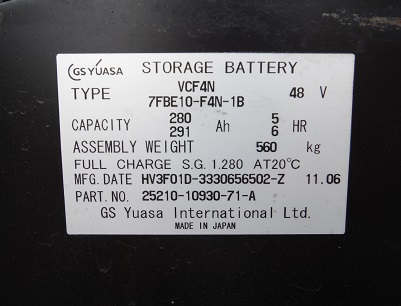 GS YUASA STORAGE BATTERY
TYPE VCF4N 48 V
7FBE10-F4N-1B
CAPACITY 280 Ah 5 HR
291 6
ASSEMBLY WEIGHT 560 kg
FULL CHARGE S.G. 1.280 AT20°C
MFG. DATE HV3F01D-3330656502-Z 11.06
PART. NO. 25210-10930-71-A
GS Yuasa International Ltd.
MADE IN JAPAN